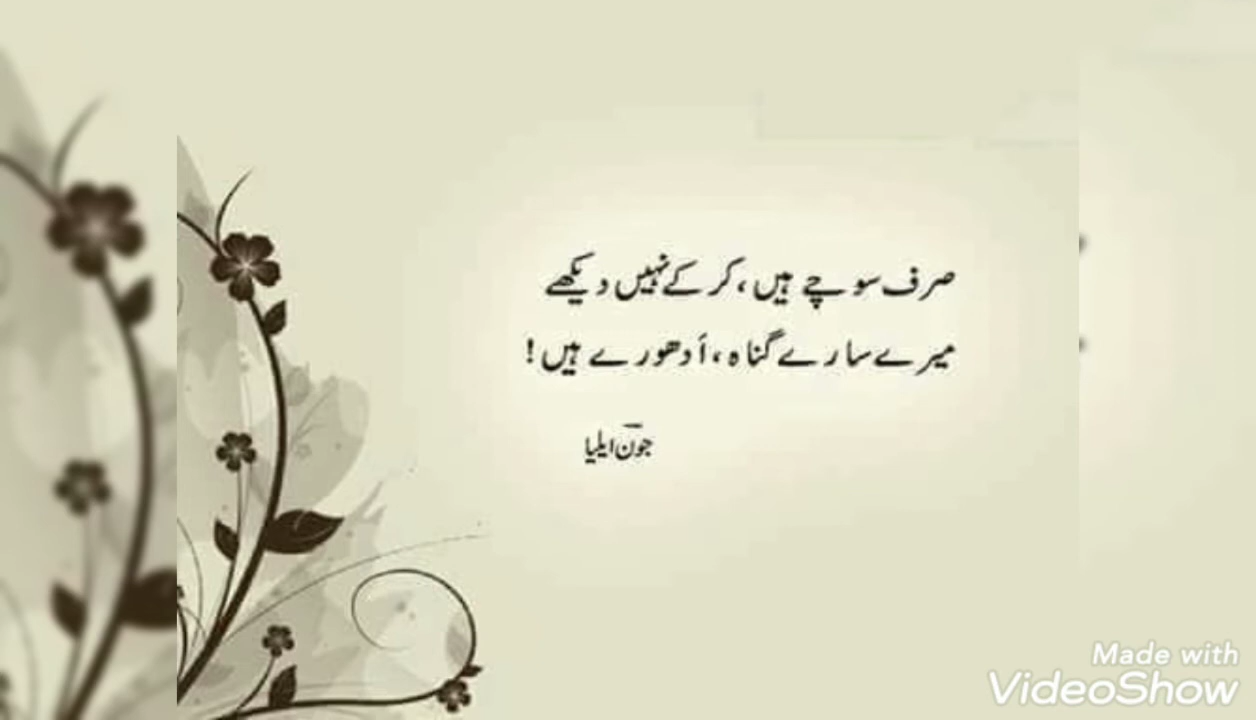 صرف سوچے ہیں، کر کے نہیں دیکھے
میرے سارے گناہ، اَدھورے ہیں!
جونؔ ایلیا
Made with
VideoShow